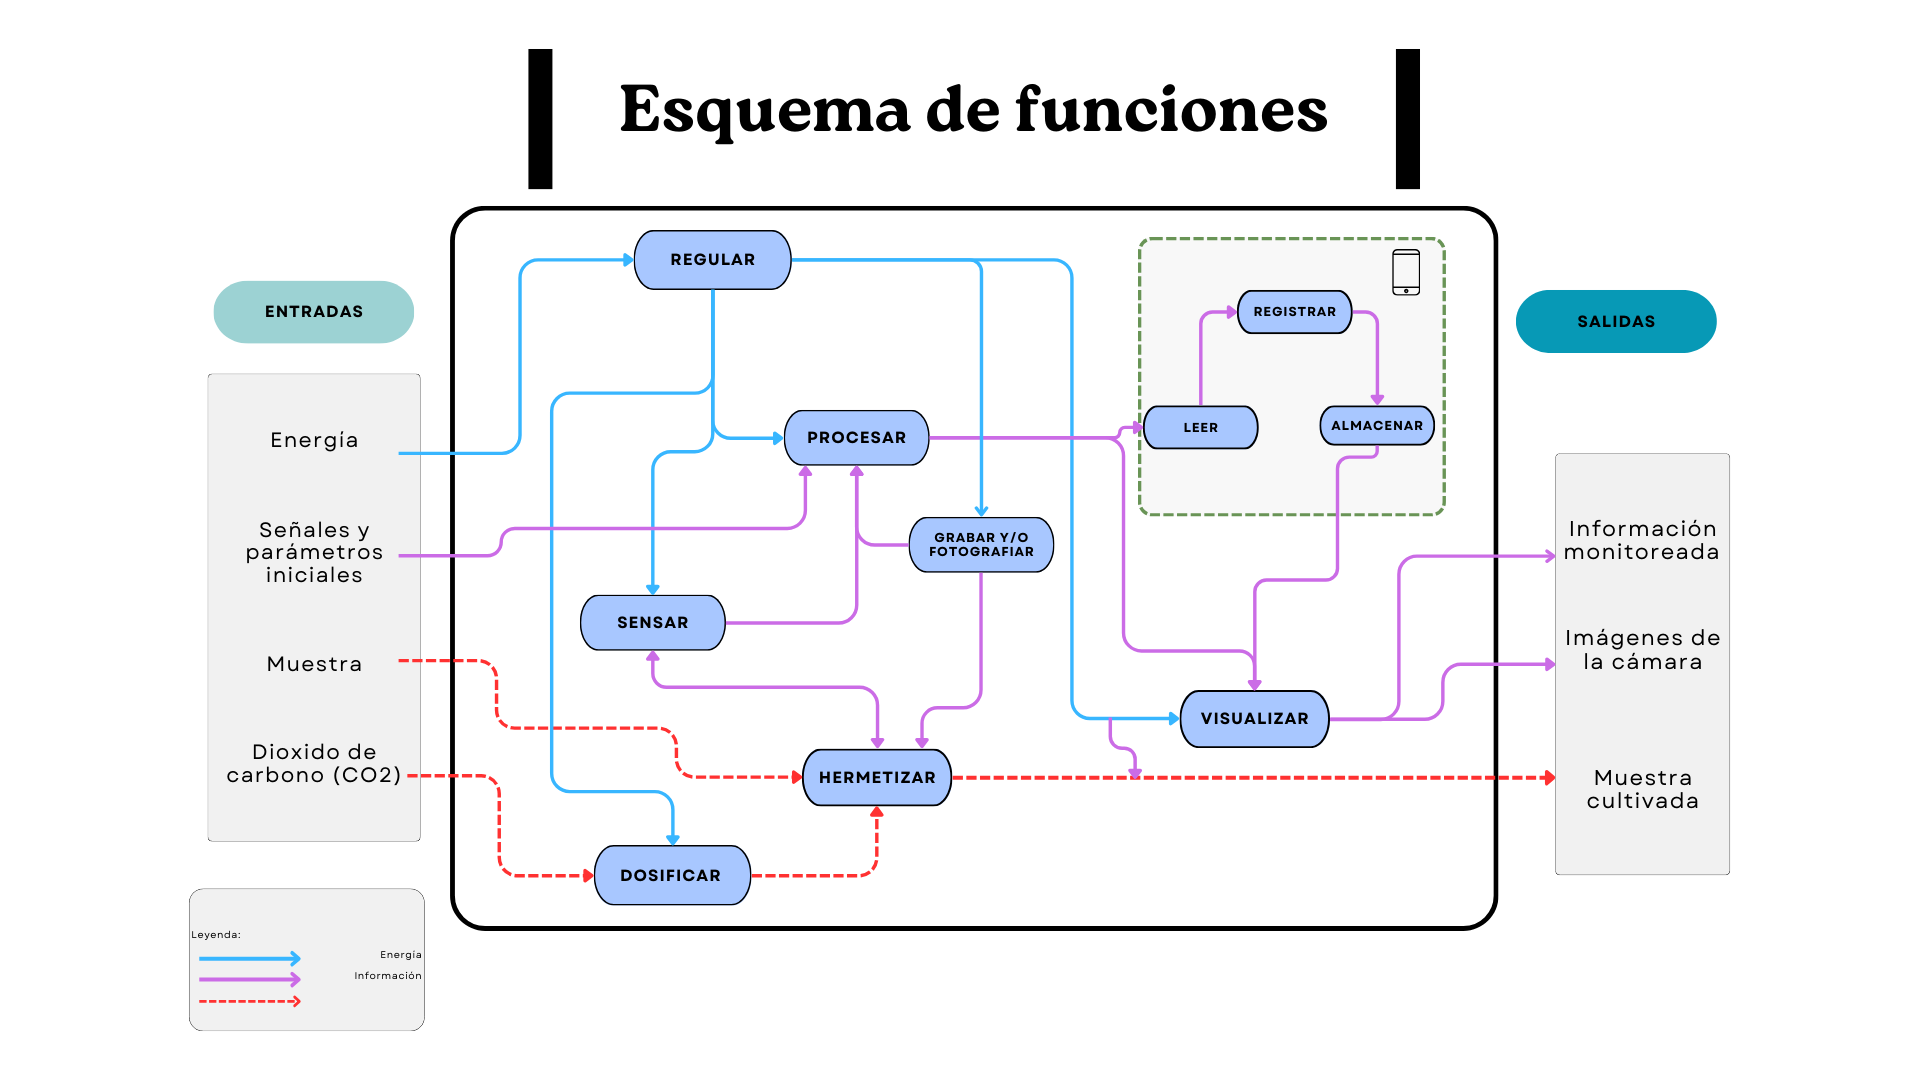 Esquema de funciones
ENTRADAS
Energía
Señales y
parámetros
iniciales
Muestra
Dioxido de
carbono (CO2)
REGULAR
PROCESAR
GRABAR Y/O
FOTOGRAFIAR
SENSAR
HERMETIZAR
DOSIFICAR
REGISTRAR
LEER
ALMACENAR
VISUALIZAR
SALIDAS
Información
monitoreada
Imágenes de
la cámara
Muestra
cultivada
Leyenda:
Energía
Información